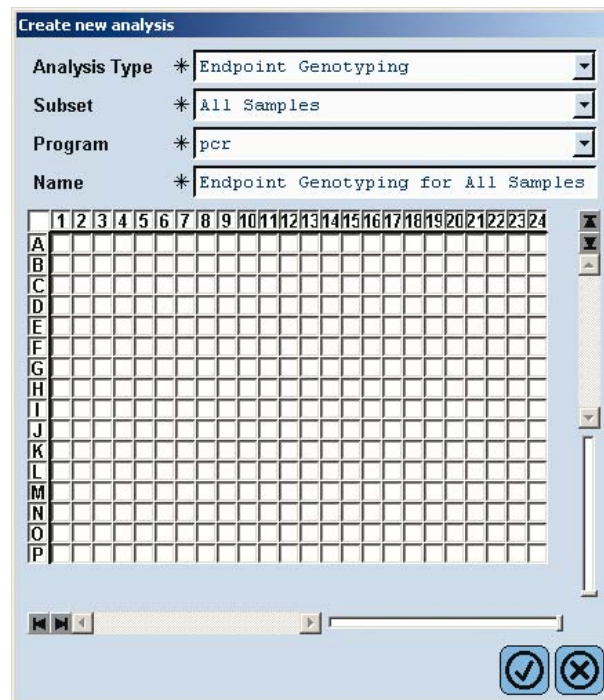 Create new analysis
Analysis Type * Endpoint Genotyping
Subset * All Samples
Program * pcr
Name * Endpoint Genotyping for All Samples
1 2 3 4 5 6 7 8 9 10 11 12 13 14 15 16 17 18 19 20 21 22 23 24
A
B
C
D
E
F
G
H
I
J
K
L
M
N
O
P